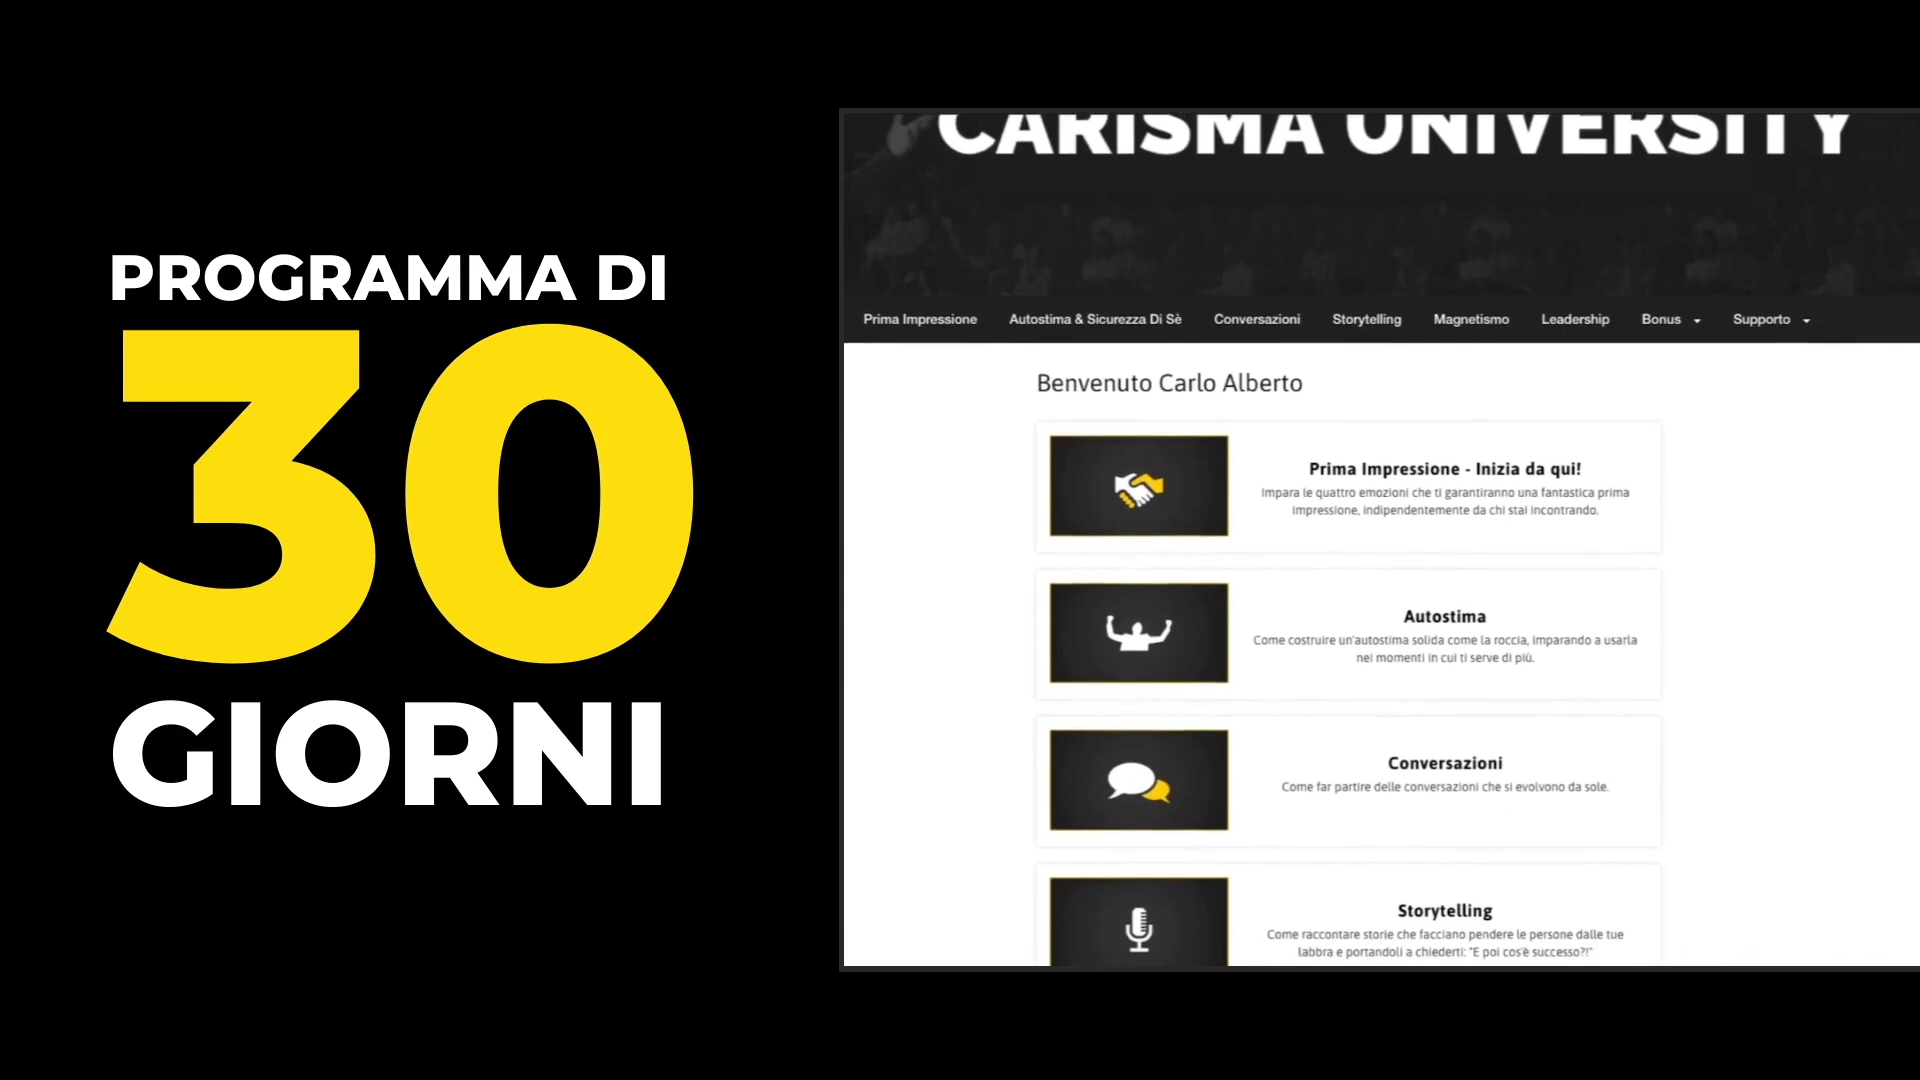 PROGRAMMA DI
30
GIORNI
CARISMA UNIVERSITY
Prima Impressione Autostima & Sicurezza Di Sè Conversazioni Storytelling Magnetismo Leadership Bonus Supporto
Benvenuto Carlo Alberto
Prima Impressione - Inizia da qui!
Impara le quattro emozioni che ti garantiranno una fantastica prima
impressione, indipendentemente da chi stai incontrando.
Autostima
Come costruire un'autostima solida come la roccia, imparando a usarla
nei momenti in cui ti serve di più.
Conversazioni
Come far partire delle conversazioni che si evolvono da sole.
Storytelling
Come raccontare storie che facciano pendere le persone dalle tue
labbra e portandoli a chiederti: "E poi cos'è successo?!"